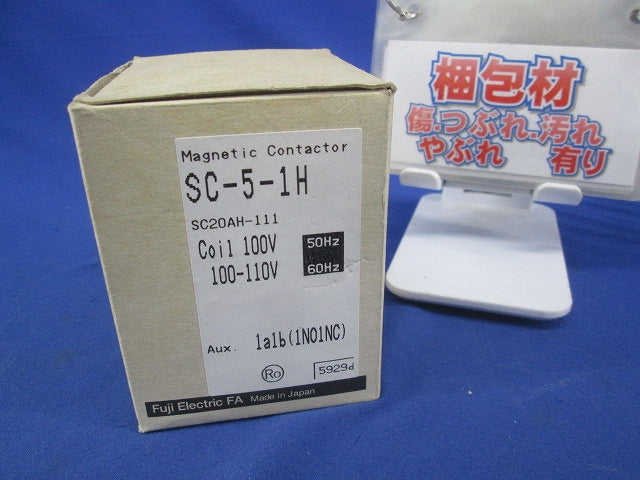 Magnetic Contactor
SC-5-1H
SC20AH-111
Coil 100V 50Hz
100-110V 60Hz
Aux. 1a1b(1NO1NC)
Ro 5929d
Fuji Electric FA Made in Japan
梱包材
傷.つぶれ.汚れ
やぶれ 有り